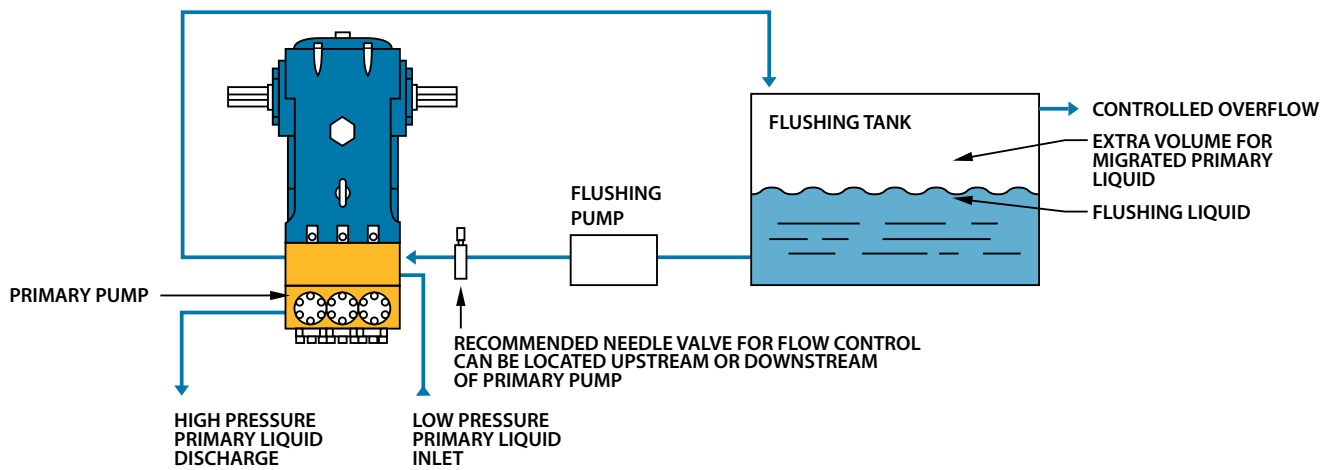 FLUSHING TANK
CONTROLLED OVERFLOW
EXTRA VOLUME FOR
MIGRATED PRIMARY
LIQUID
FLUSHING LIQUID
FLUSHING
PUMP
PRIMARY PUMP
RECOMMENDED NEEDLE VALVE FOR FLOW CONTROL
CAN BE LOCATED UPSTREAM OR DOWNSTREAM
OF PRIMARY PUMP
HIGH PRESSURE
PRIMARY LIQUID
DISCHARGE
LOW PRESSURE
PRIMARY LIQUID
INLET